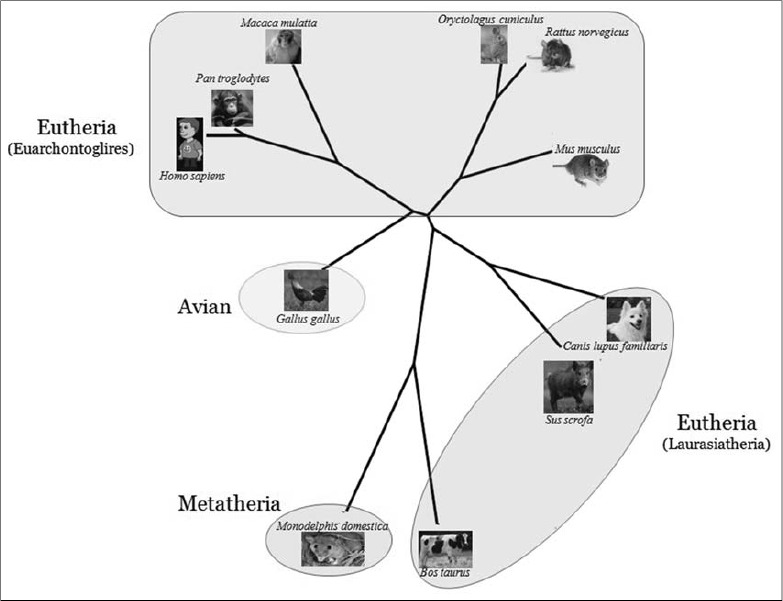 Macaca mulatta
Oryctolagus cuniculus
Rattus norvegicus
Pan troglodytes
Eutheria
(Euarchontoglires)
Mus musculus
Homo sapiens
Avian
Gallus gallus
Canis lupus familiaris
Sus scrofa
Eutheria
(Laurasiatheria)
Metatheria
Monodelphis domestica
Bos taurus